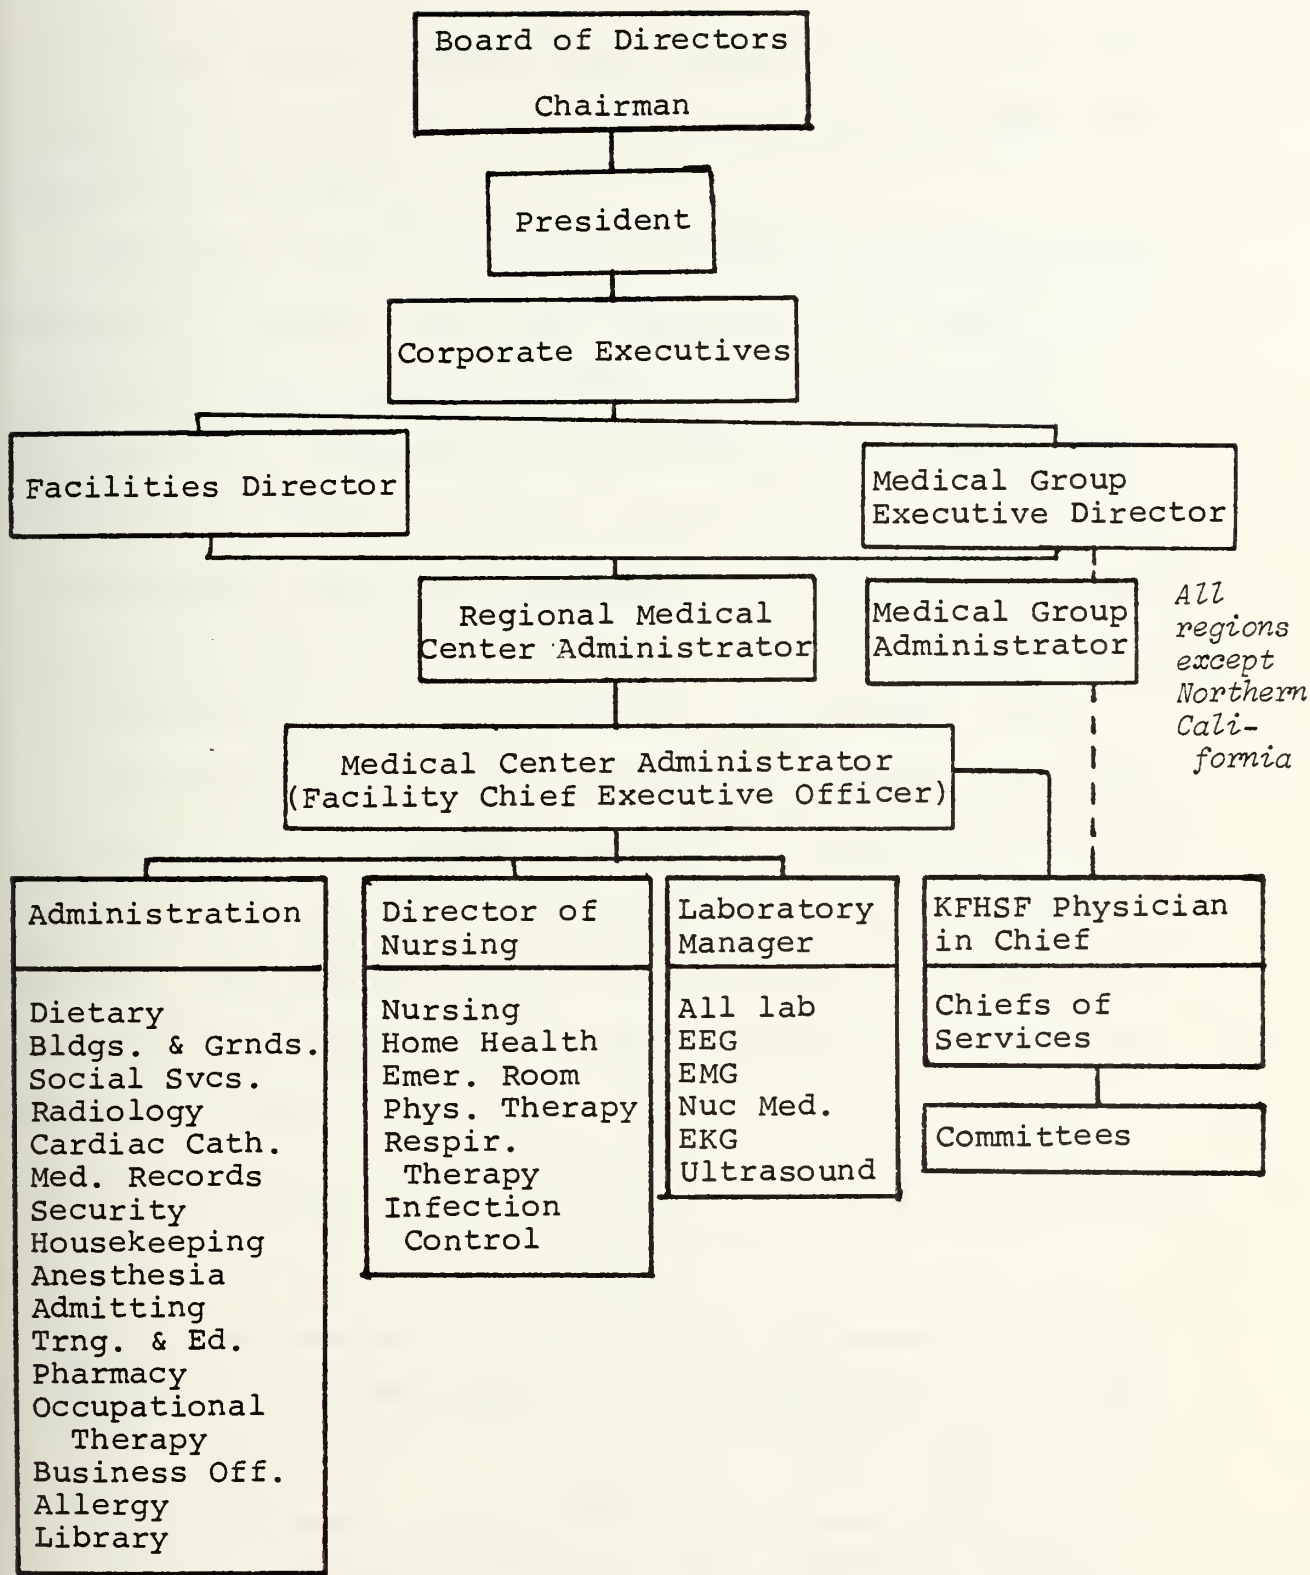 Board of Directors
Chairman
President
Corporate Executives
Facilities Director
Medical Group
Executive Director
Regional Medical
Center Administrator
Medical Group
Administrator
All
regions
except
Northern
Cali-
fornia
Medical Center Administrator
(Facility Chief Executive Officer)
Administration
Dietary
Bldgs. & Grnds.
Social Svcs.
Radiology
Cardiac Cath.
Med. Records
Security
Housekeeping
Anesthesia
Admitting
Trng. & Ed.
Pharmacy
Occupational
Therapy
Business Off.
Allergy
Library
Director of
Nursing
Nursing
Home Health
Emer. Room
Phys. Therapy
Respir.
Therapy
Infection
Control
Laboratory
Manager
All lab
EEG
EMG
Nuc Med.
EKG
Ultrasound
KFHSF Physician
in Chief
Chiefs of
Services
Committees